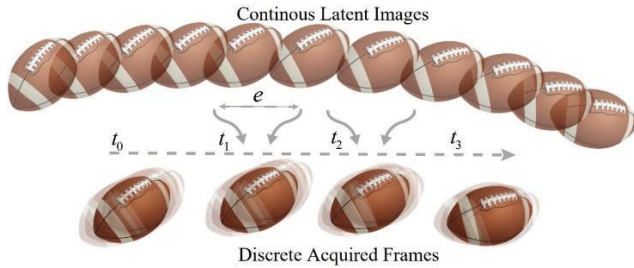 Continous Latent Images
e
t0 t1 t2 t3
Discrete Acquired Frames